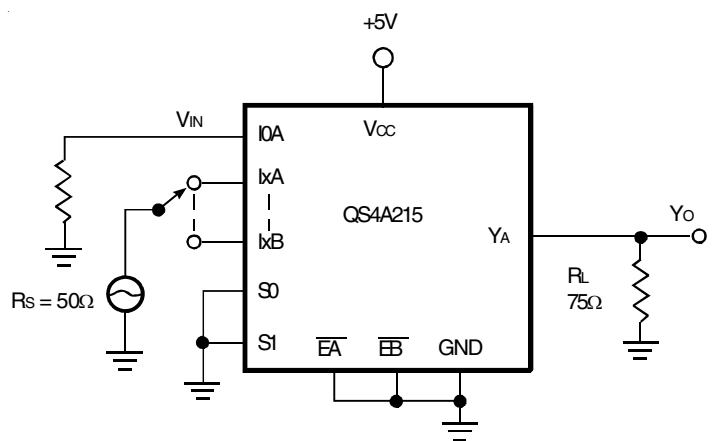 +5V
VIN
I0A
VCC
IxA
QS4A215
IxB
YA
YO
S0
RS = 50Ω
RL
75Ω
S1
EA
EB
GND